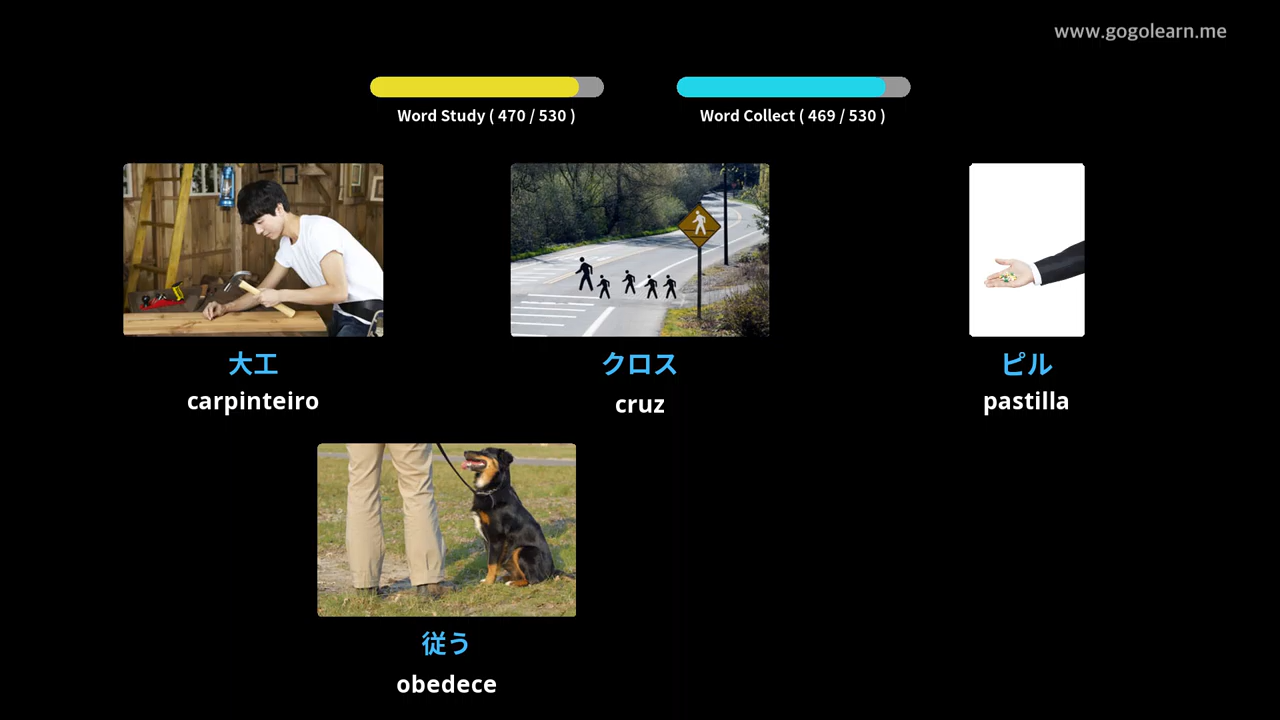 www.gogolearn.me
Word Study ( 470 / 530 )
Word Collect ( 469 / 530 )
大工
carpinteiro
クロス
cruz
ピル
pastilla
従う
obedece